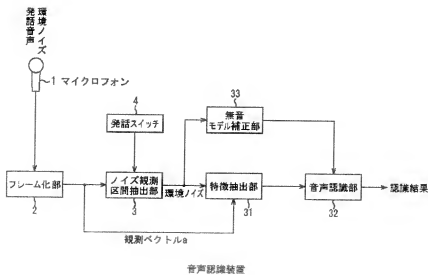 環境ノイズ
発話音声
1 マイクロフォン
4
発話スイッチ
33
無音
モデル補正部
フレーム化部
2
ノイズ観測
区間抽出部
3
環境ノイズ
特徴抽出部
31
音声認識部
32
認識結果
観測ベクトルa
音声認識装置